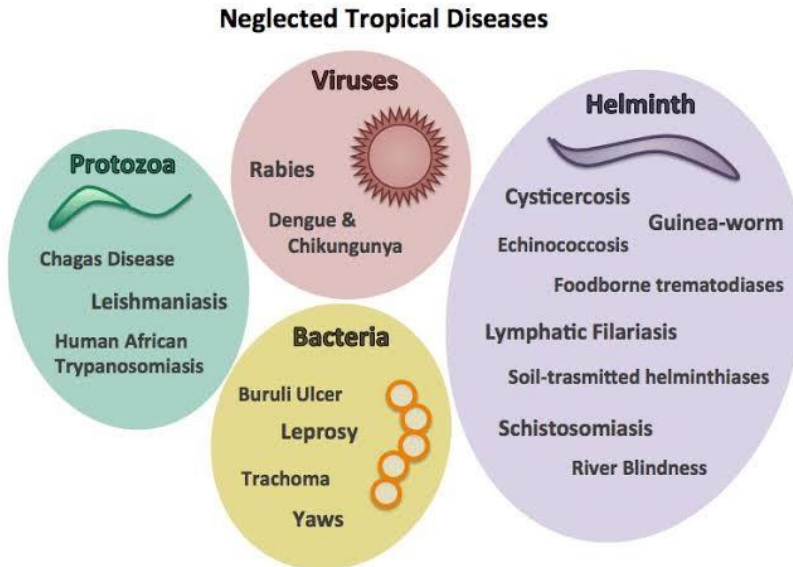 Neglected Tropical Diseases
Viruses
Rabies
Dengue &
Chikungunya
Protozoa
Chagas Disease
Leishmaniasis
Human African
Trypanosomiasis
Bacteria
Buruli Ulcer
Leprosy
Trachoma
Yaws
Helminth
Cysticercosis
Guinea-worm
Echinococcosis
Foodborne trematodiases
Lymphatic Filariasis
Soil-trasmitted helminthiases
Schistosomiasis
River Blindness